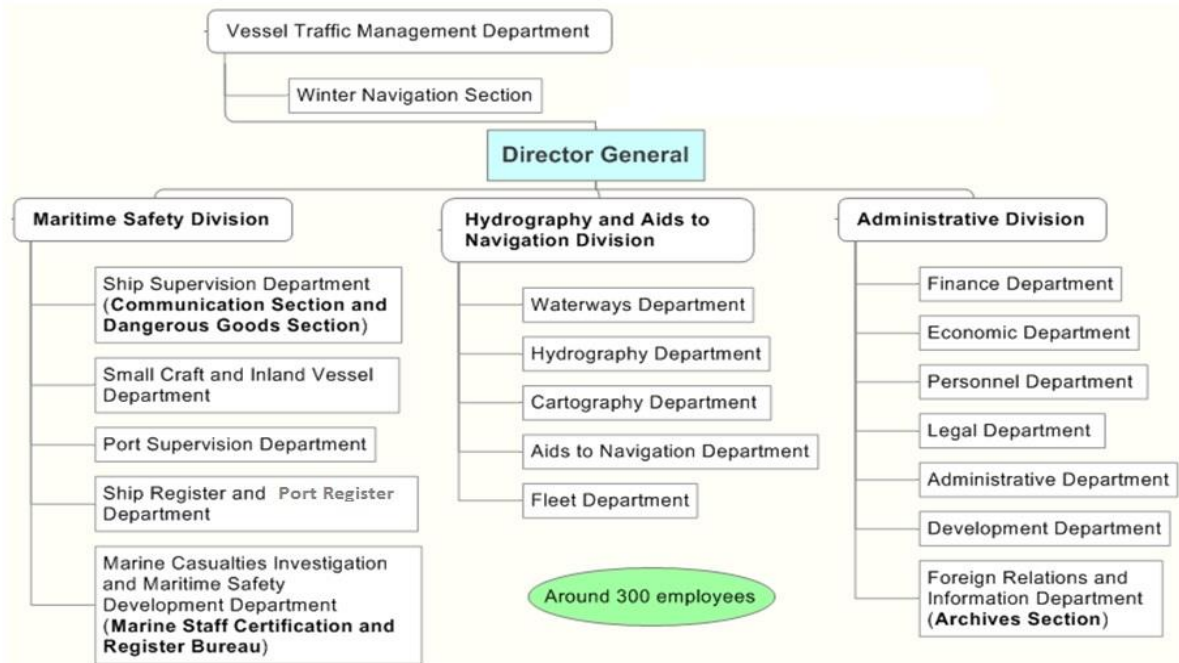 Vessel Traffic Management Department
Winter Navigation Section
Director General
Maritime Safety Division
Ship Supervision Department
(Communication Section and
Dangerous Goods Section)
Small Craft and Inland Vessel
Department
Port Supervision Department
Ship Register and Port Register
Department
Marine Casualties Investigation
and Maritime Safety
Development Department
(Marine Staff Certification and
Register Bureau)
Hydrography and Aids to
Navigation Division
Waterways Department
Hydrography Department
Cartography Department
Aids to Navigation Department
Fleet Department
Around 300 employees
Administrative Division
Finance Department
Economic Department
Personnel Department
Legal Department
Administrative Department
Development Department
Foreign Relations and
Information Department
(Archives Section)